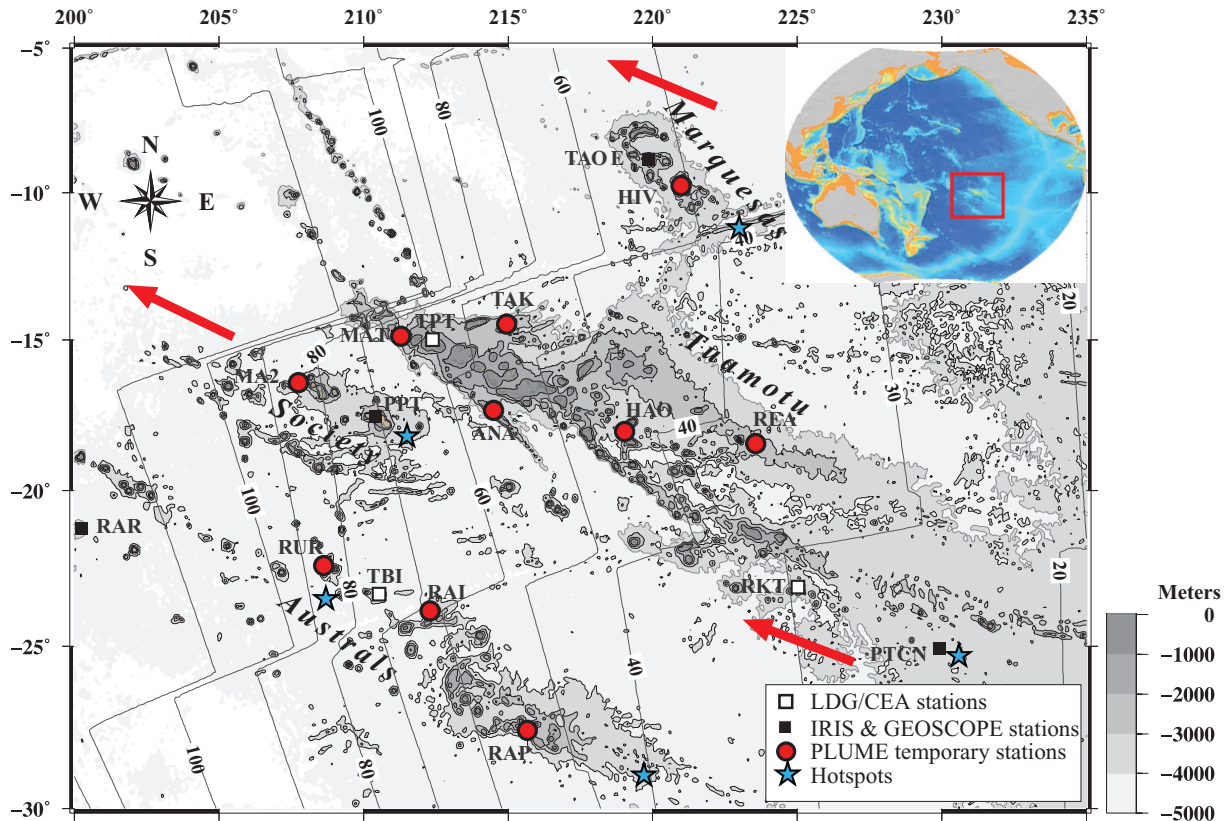 200° 205° 210° 215° 220° 225° 230° 235°
−5°
−10°
−15°
−20°
−25°
−30°
N
W E
S
100
80
60
Marquesas
TAOE
HIV
40
20
TAK
MAT
TPT
80
MA2
Society
PPT
ANA
Tuamotu
HAO
40
REA
30
100
60
RAR
RUR
80
TBI
RAI
Australs
RKT
20
PTCN
40
RAP
100
80
LDG/CEA stations
IRIS & GEOSCOPE stations
PLUME temporary stations
Hotspots
Meters
0
−1000
−2000
−3000
−4000
−5000